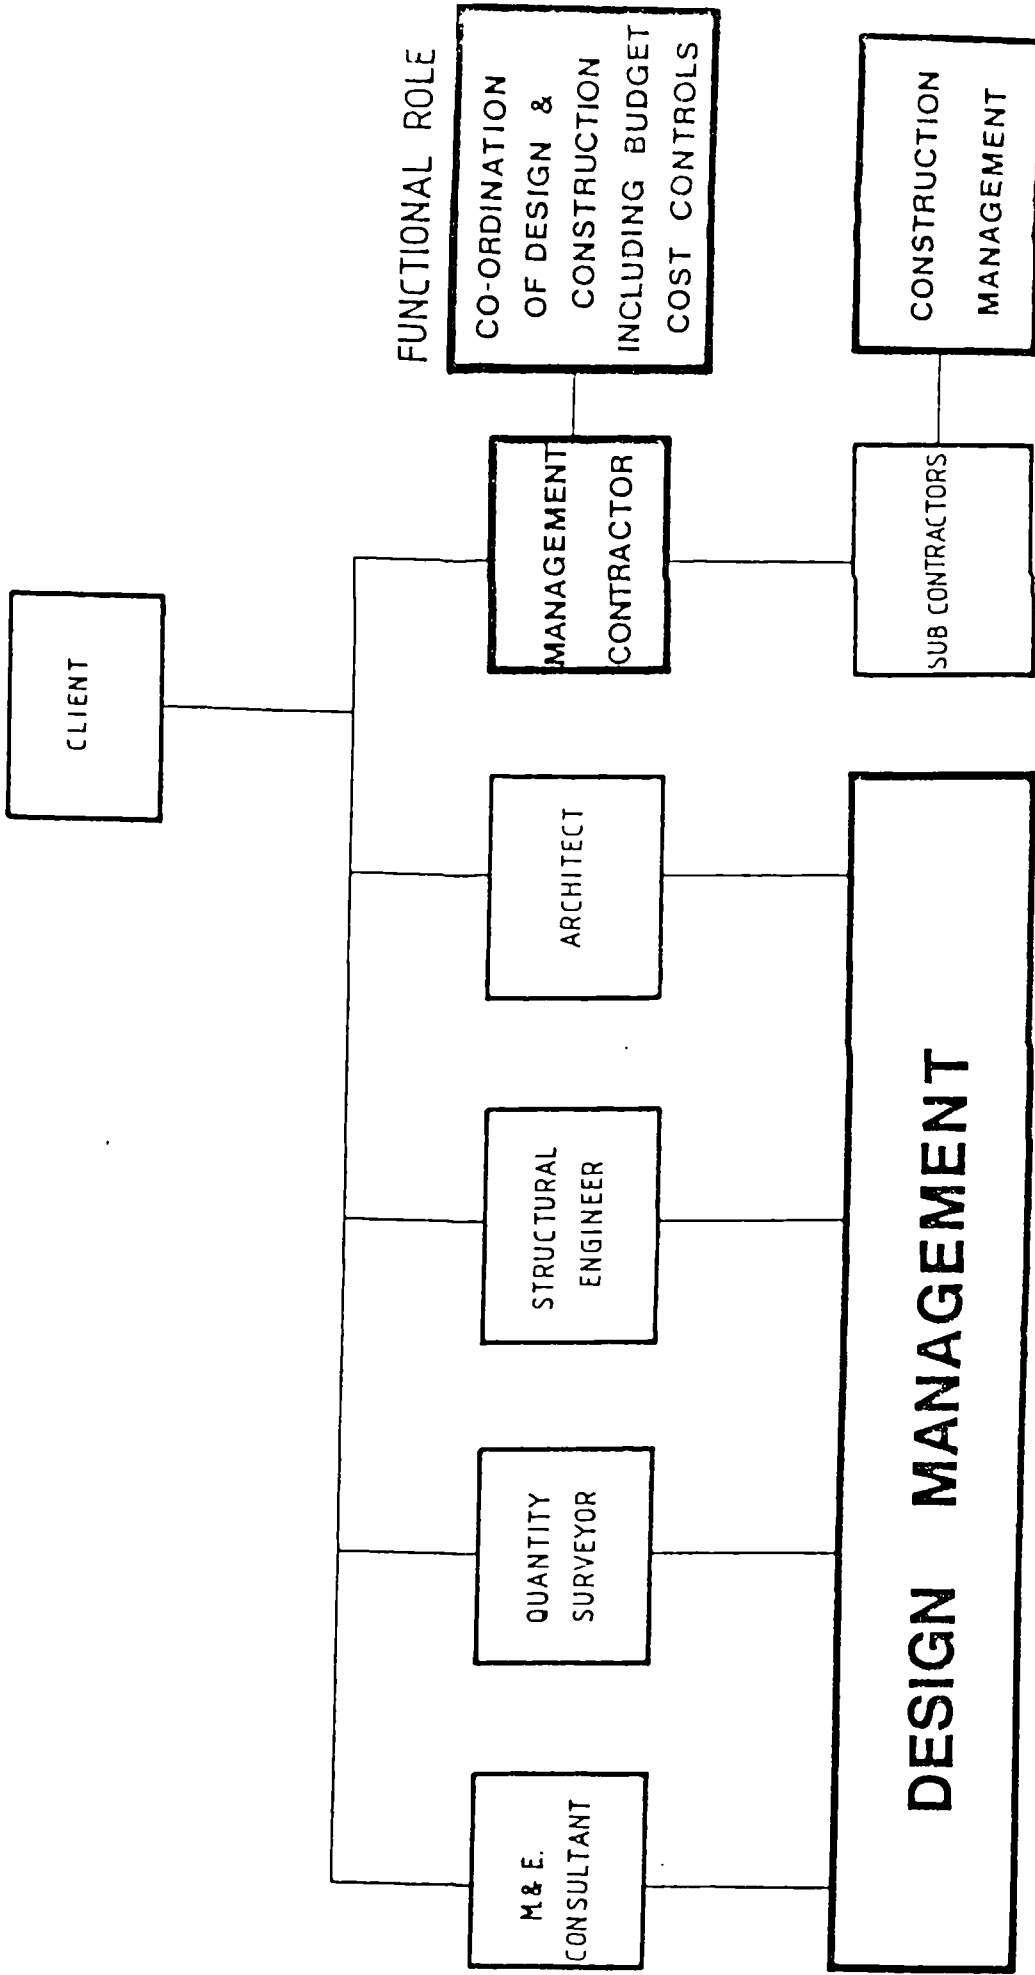 CLIENT
FUNCTIONAL ROLE
M & E.
CONSULTANT
QUANTITY
SURVEYOR
STRUCTURAL
ENGINEER
ARCHITECT
MANAGEMENT
CONTRACTOR
CO-ORDINATION
OF DESIGN &
CONSTRUCTION
INCLUDING BUDGET
COST CONTROLS
DESIGN MANAGEMENT
SUB CONTRACTORS
CONSTRUCTION
MANAGEMENT